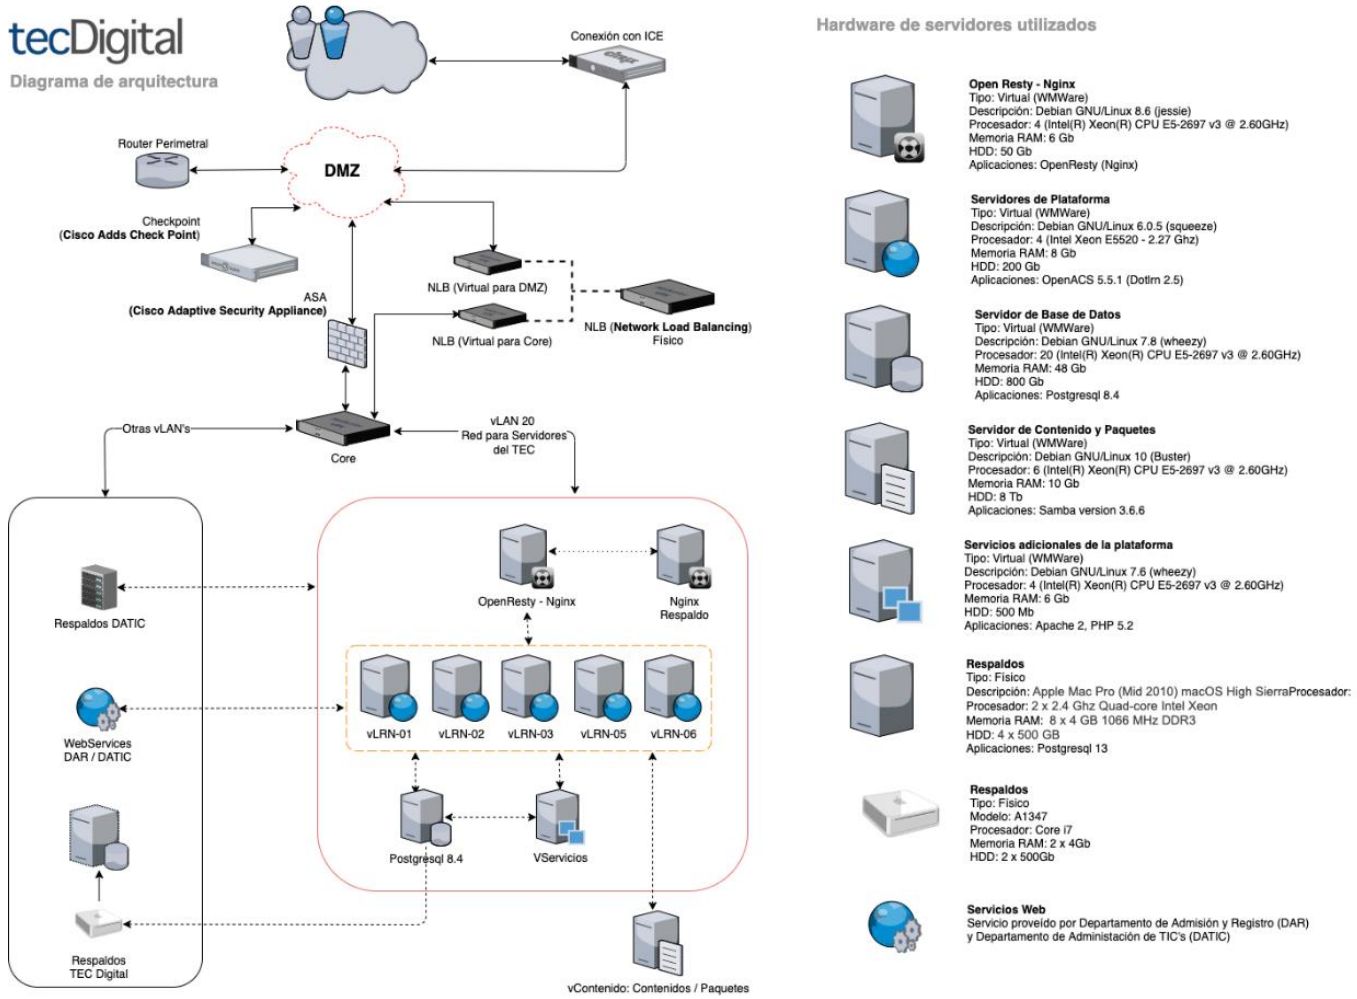 tecDigital
Diagrama de arquitectura
Conexión con ICE
citrix
Router Perimetral
DMZ
Checkpoint
(Cisco Adds Check Point)
ASA
(Cisco Adaptive Security Appliance)
NLB (Virtual para DMZ)
NLB (Virtual para Core)
NLB (Network Load Balancing)
Físico
Otras vLAN's
Core
vLAN 20
Red para Servidores
del TEC
Respaldos DATIC
WebServices
DAR / DATIC
Respaldos
TEC Digital
OpenResty - Nginx
Nginx
Respaldo
vLRN-01
vLRN-02
vLRN-03
vLRN-05
vLRN-06
Postgresql 8.4
VServicios
vContenido: Contenidos / Paquetes
Hardware de servidores utilizados
Open Resty - Nginx
Tipo: Virtual (WMWare)
Descripción: Debian GNU/Linux 8.6 (jessie)
Procesador: 4 (Intel(R) Xeon(R) CPU E5-2697 v3 @ 2.60GHz)
Memoria RAM: 6 Gb
HDD: 50 Gb
Aplicaciones: OpenResty (Nginx)
Servidores de Plataforma
Tipo: Virtual (WMWare)
Descripción: Debian GNU/Linux 6.0.5 (squeeze)
Procesador: 4 (Intel Xeon E5520 - 2.27 Ghz)
Memoria RAM: 8 Gb
HDD: 200 Gb
Aplicaciones: OpenACS 5.5.1 (Dotlrn 2.5)
Servidor de Base de Datos
Tipo: Virtual (WMWare)
Descripción: Debian GNU/Linux 7.8 (wheezy)
Procesador: 20 (Intel(R) Xeon(R) CPU E5-2697 v3 @ 2.60GHz)
Memoria RAM: 48 Gb
HDD: 800 Gb
Aplicaciones: Postgresql 8.4
Servidor de Contenido y Paquetes
Tipo: Virtual (WMWare)
Descripción: Debian GNU/Linux 10 (Buster)
Procesador: 6 (Intel(R) Xeon(R) CPU E5-2697 v3 @ 2.60GHz)
Memoria RAM: 10 Gb
HDD: 8 Tb
Aplicaciones: Samba version 3.6.6
Servicios adicionales de la plataforma
Tipo: Virtual (WMWare)
Descripción: Debian GNU/Linux 7.6 (wheezy)
Procesador: 4 (Intel(R) Xeon(R) CPU E5-2697 v3 @ 2.60GHz)
Memoria RAM: 6 Gb
HDD: 500 Mb
Aplicaciones: Apache 2, PHP 5.2
Respaldos
Tipo: Físico
Descripción: Apple Mac Pro (Mid 2010) macOS High SierraProcesador:
Procesador: 2 x 2.4 Ghz Quad-core Intel Xeon
Memoria RAM: 8 x 4 GB 1066 MHz DDR3
HDD: 4 x 500 GB
Aplicaciones: Postgresql 13
Respaldos
Tipo: Físico
Modelo: A1347
Procesador: Core i7
Memoria RAM: 2 x 4Gb
HDD: 2 x 500Gb
Servicios Web
Servicio proveído por Departamento de Admisión y Registro (DAR)
y Departamento de Administación de TIC's (DATIC)